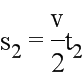 s₂ = v/2 t₂